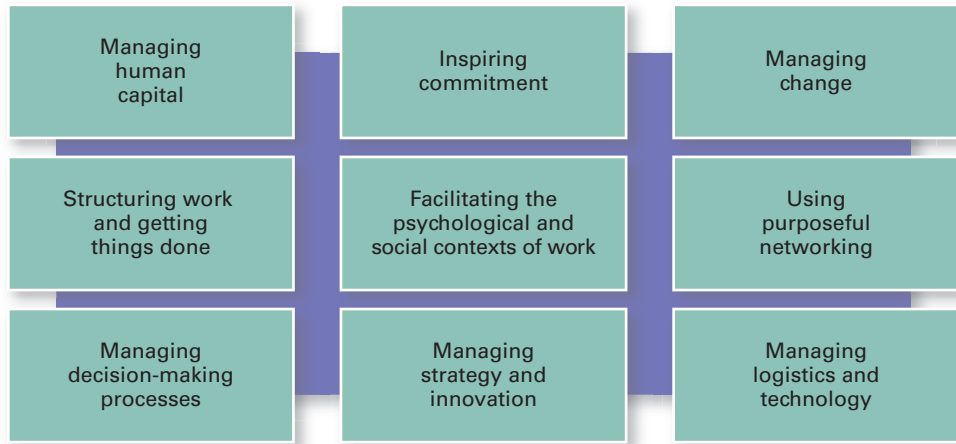 Managing
human
capital
Inspiring
commitment
Managing
change
Structuring work
and getting
things done
Facilitating the
psychological and
social contexts of work
Using
purposeful
networking
Managing
decision-making
processes
Managing
strategy and
innovation
Managing
logistics and
technology